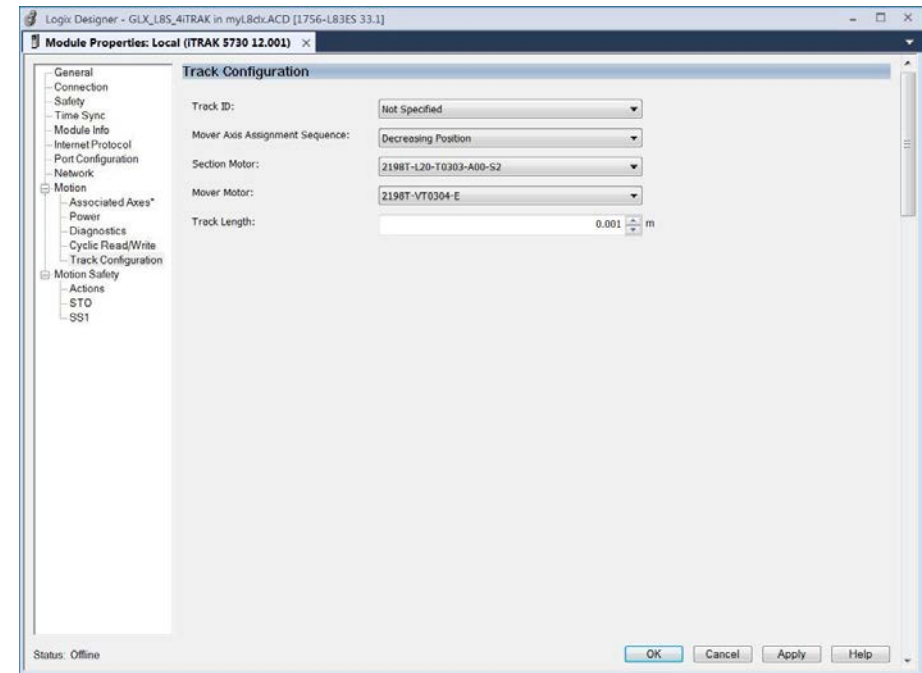 Logix Designer - GLX_L8S_4iTRAK in myL8clx.ACD [1756-L83ES 33.1]
Module Properties: Local (iTRAK 5730 12.001)
General
Connection
Safety
Time Sync
Module Info
Internet Protocol
Port Configuration
Network
Motion
Associated Axes*
Power
Diagnostics
Cyclic Read/Write
Track Configuration
Motion Safety
Actions
STO
SS1
Track Configuration
Track ID: Not Specified
Mover Axis Assignment Sequence: Decreasing Position
Section Motor: 2198T-L20-T0303-A00-S2
Mover Motor: 2198T-VT0304-E
Track Length: 0.001 m
Status: Offline
OK Cancel Apply Help